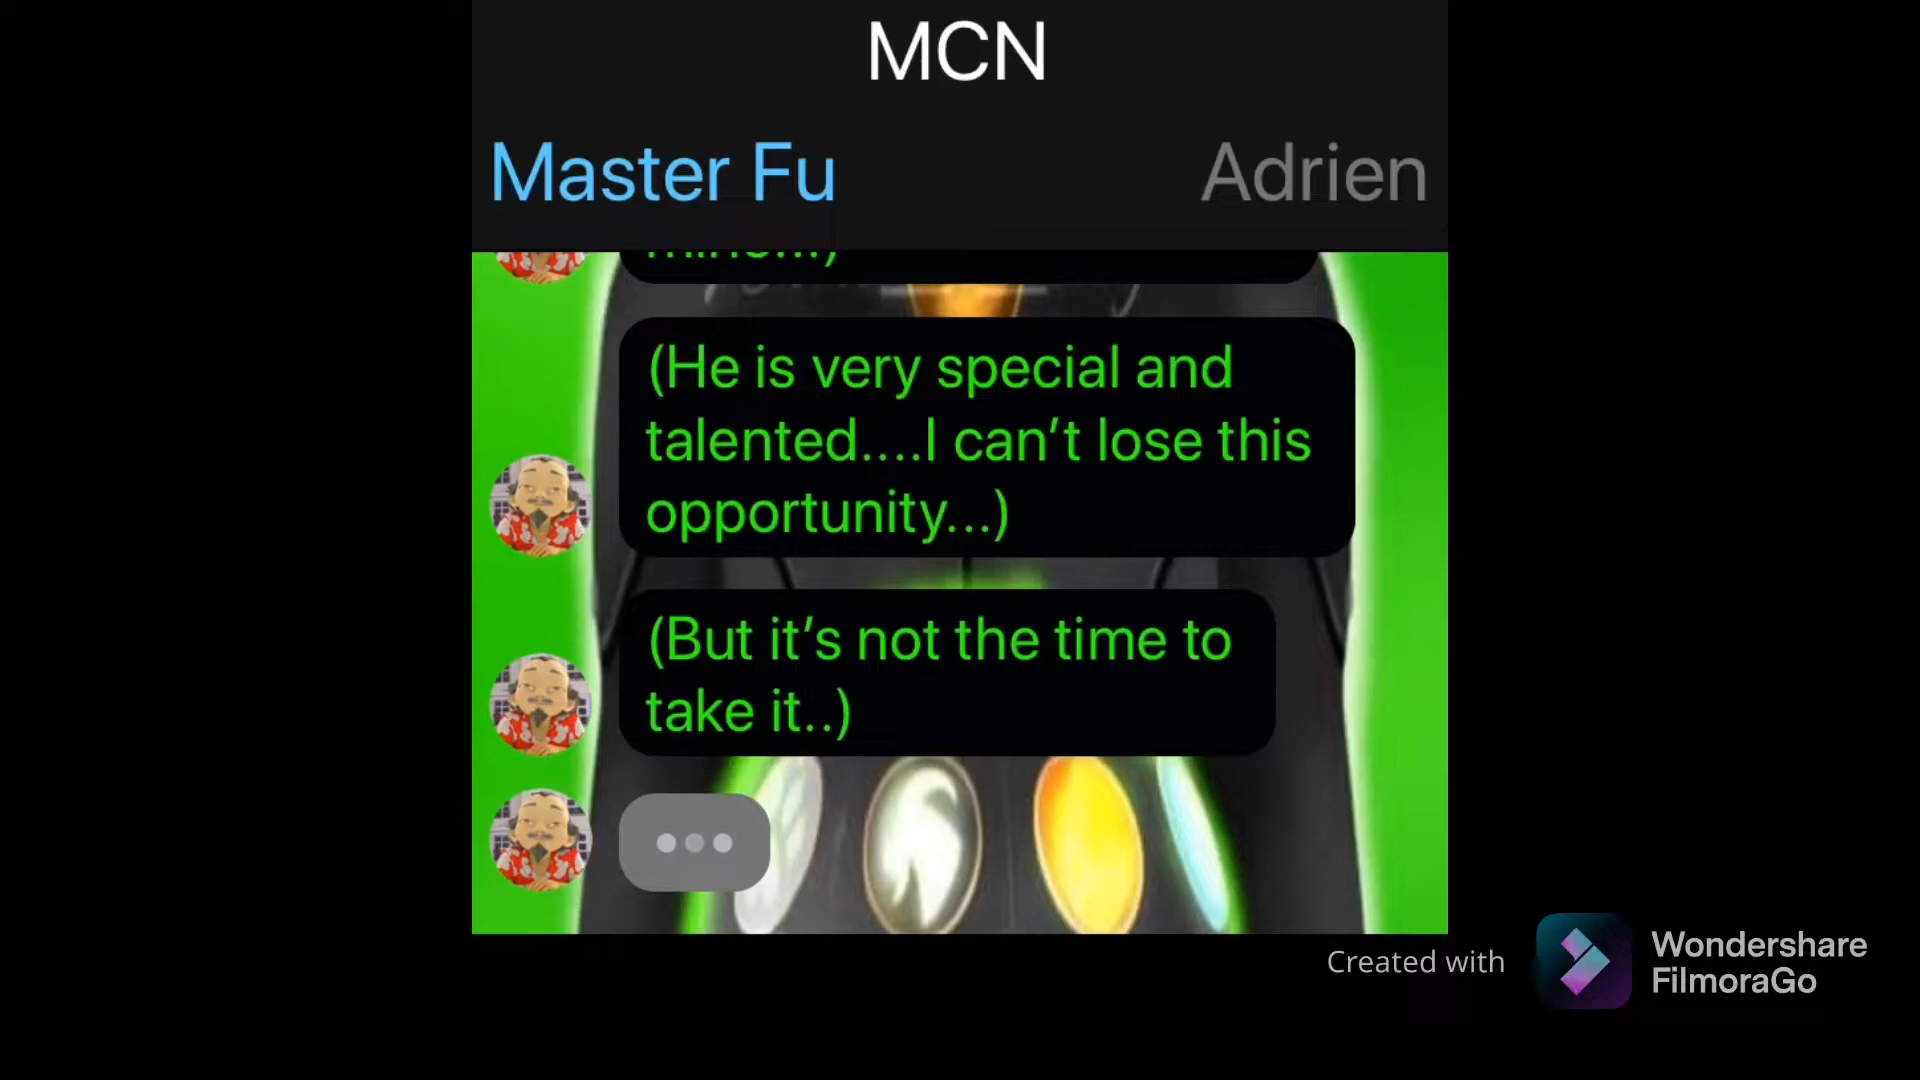 MCN
Master Fu
Adrien
(He is very special and
talented....I can't lose this
opportunity...)
(But it's not the time to
take it..)
Created with
Wondershare
FilmoraGo